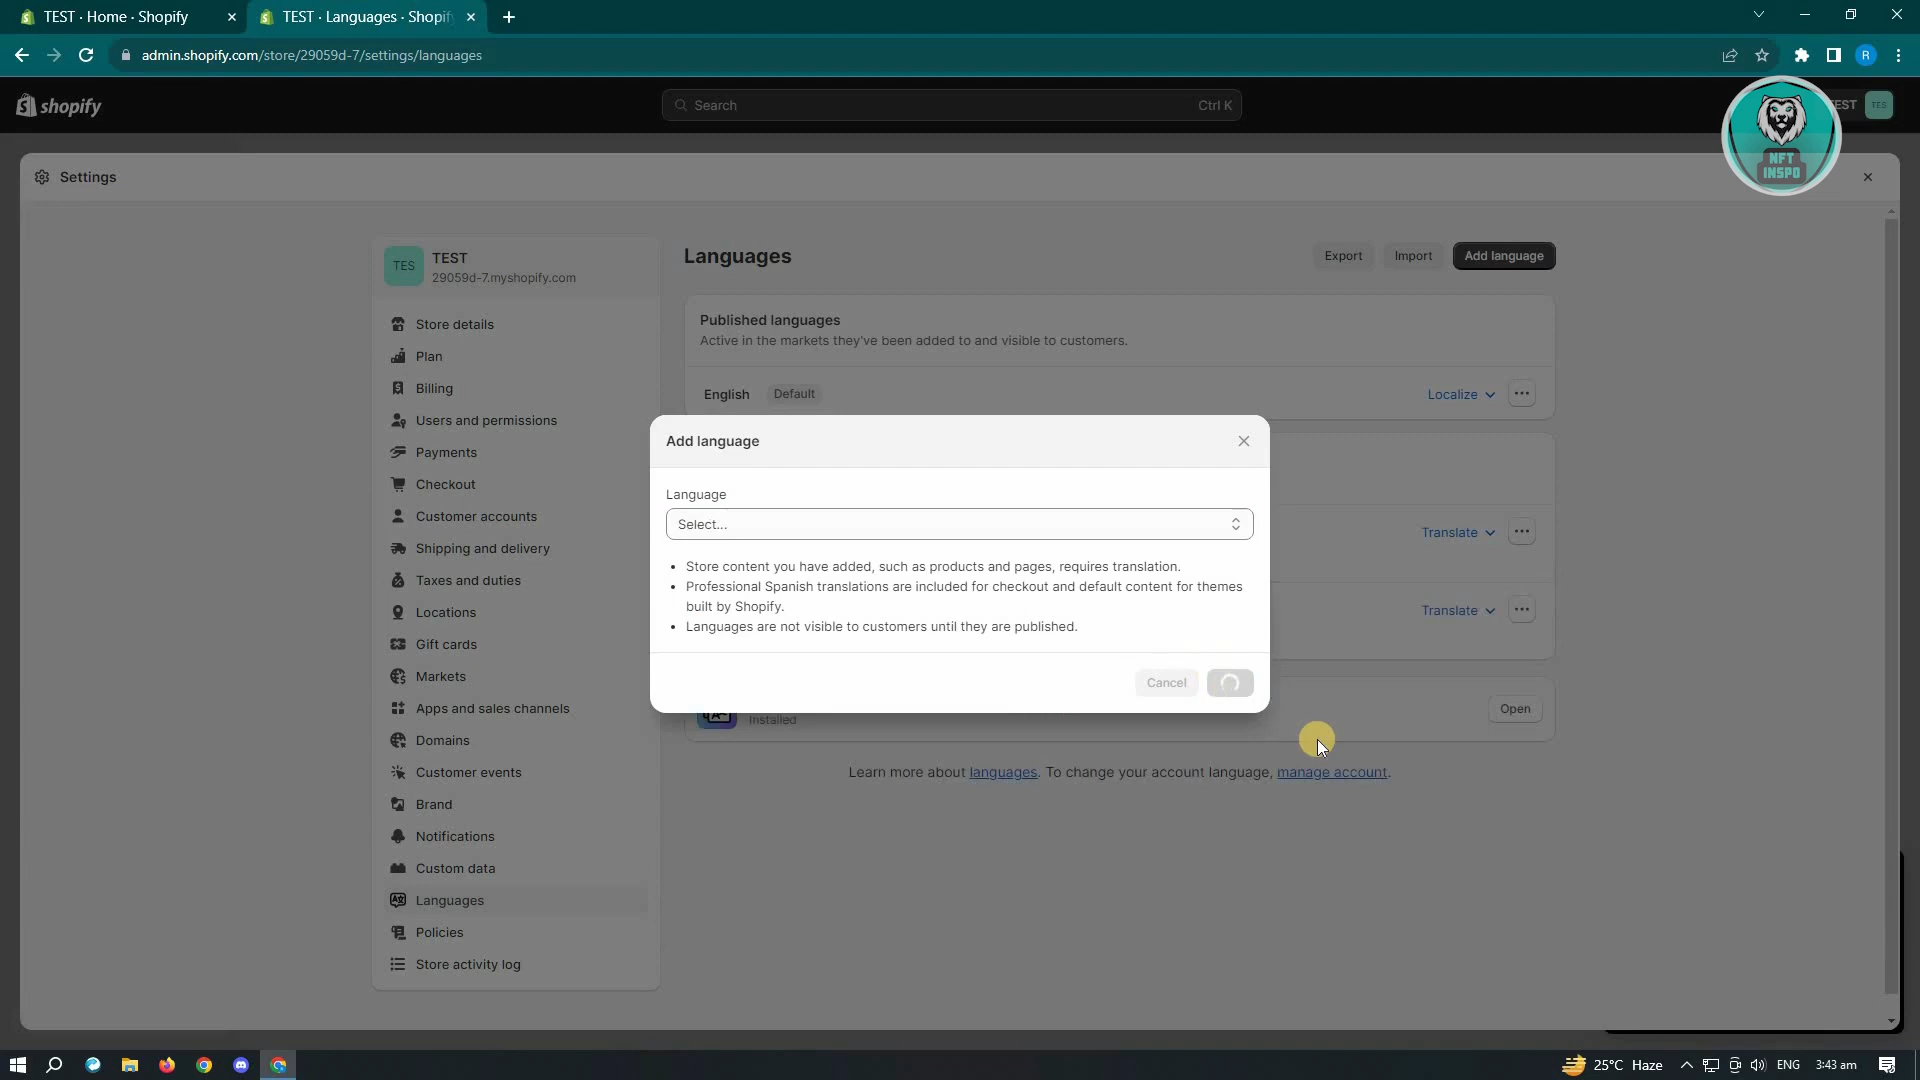 TEST · Home · Shopify
TEST · Languages · Shopify
admin.shopify.com/store/29059d-7/settings/languages
R
shopify
Search
Ctrl K
TEST
TES
NFT
INSPO
Settings
TES
TEST
29059d-7.myshopify.com
Store details
Plan
Billing
Users and permissions
Payments
Checkout
Customer accounts
Shipping and delivery
Taxes and duties
Locations
Gift cards
Markets
Apps and sales channels
Domains
Customer events
Brand
Notifications
Custom data
Languages
Policies
Store activity log
Languages
Export
Import
Add language
Published languages
Active in the markets they've been added to and visible to customers.
English
Default
Localize
Add language
Language
Select...
• Store content you have added, such as products and pages, requires translation.
• Professional Spanish translations are included for checkout and default content for themes
built by Shopify.
• Languages are not visible to customers until they are published.
Cancel
Translate
Translate
Installed
Open
Learn more about languages. To change your account language, manage account.
25°C Haze
ENG
3:43 am